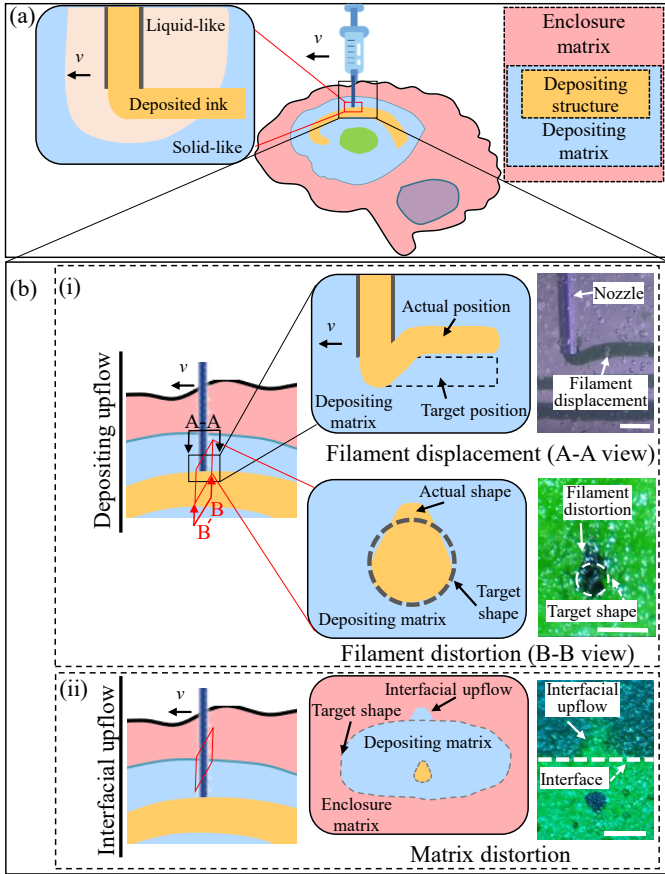 (a)
Liquid-like
v
Deposited ink
Solid-like
v
Enclosure
matrix
Depositing
structure
Depositing
matrix
(b)
(i)
Depositing upflow
v
A-A
B
B
v
Actual position
Depositing
matrix
Target position
Nozzle
Filament
displacement
Filament displacement (A-A view)
Actual shape
Target
shape
Depositing matrix
Filament
distortion
Target shape
Filament distortion (B-B view)
(ii)
Interfacial upflow
v
Interfacial upflow
Target shape
Depositing matrix
Enclosure
matrix
Interfacial
upflow
Interface
Matrix distortion